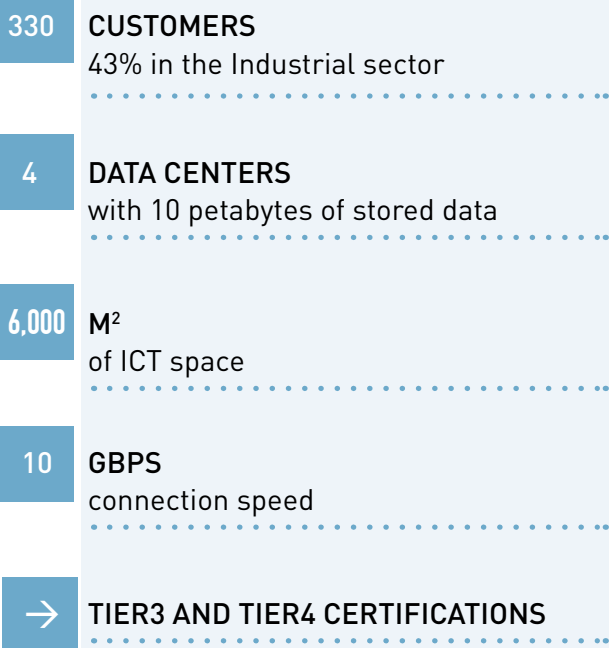 330 CUSTOMERS
43% in the Industrial sector
4 DATA CENTERS
with 10 petabytes of stored data
6,000 M²
of ICT space
10 GBPS
connection speed
→ TIER3 AND TIER4 CERTIFICATIONS